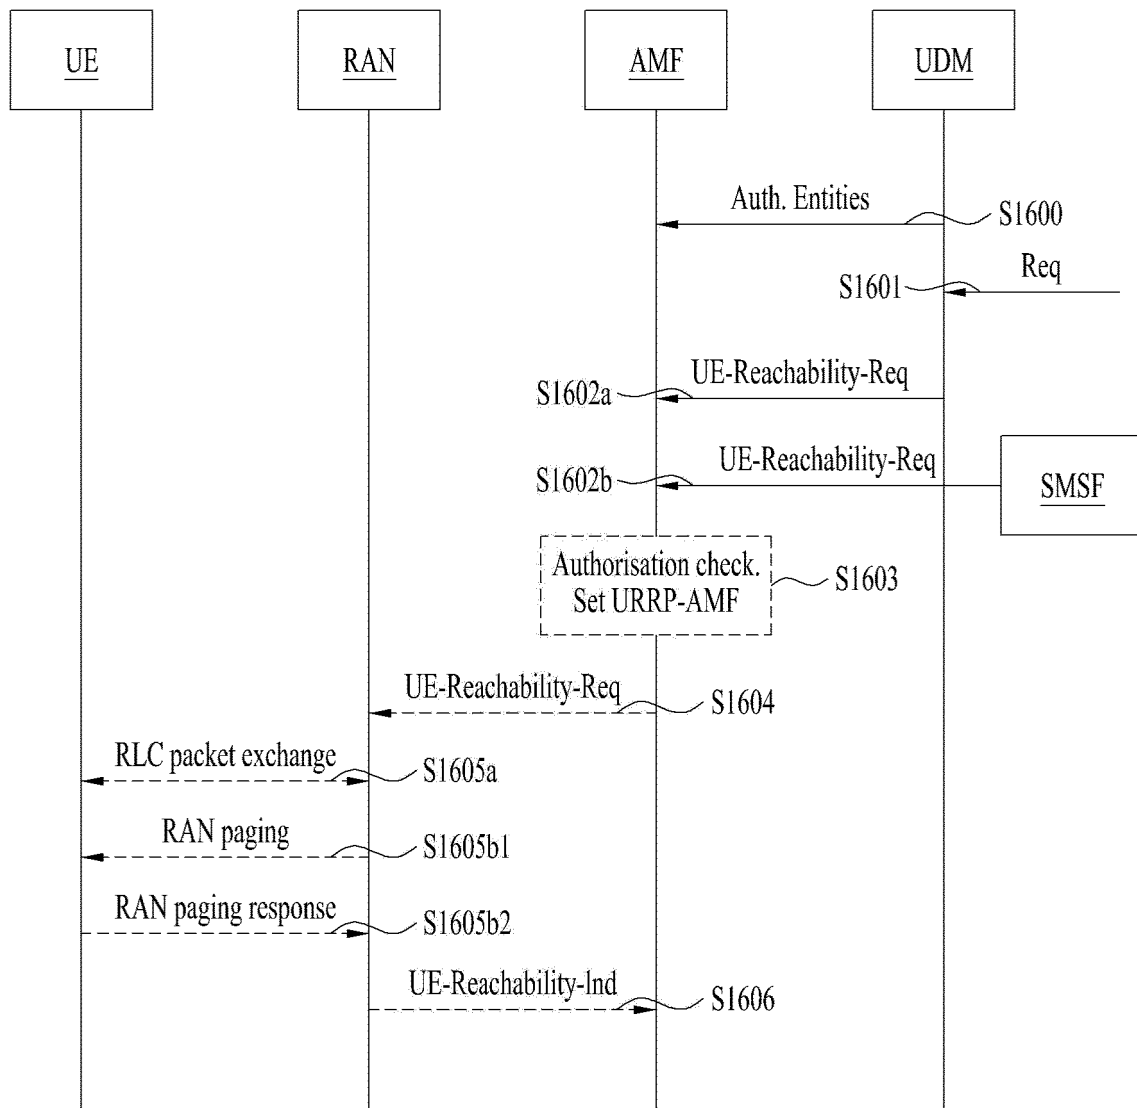 UE
RAN
AMF
UDM
Auth. Entities
S1600
Req
S1601
UE-Reachability-Req
S1602a
UE-Reachability-Req
S1602b
SMSF
Authorisation check.
Set URRP-AMF
S1603
UE-Reachability-Req
S1604
RLC packet exchange
S1605a
RAN paging
S1605b1
RAN paging response
S1605b2
UE-Reachability-Ind
S1606